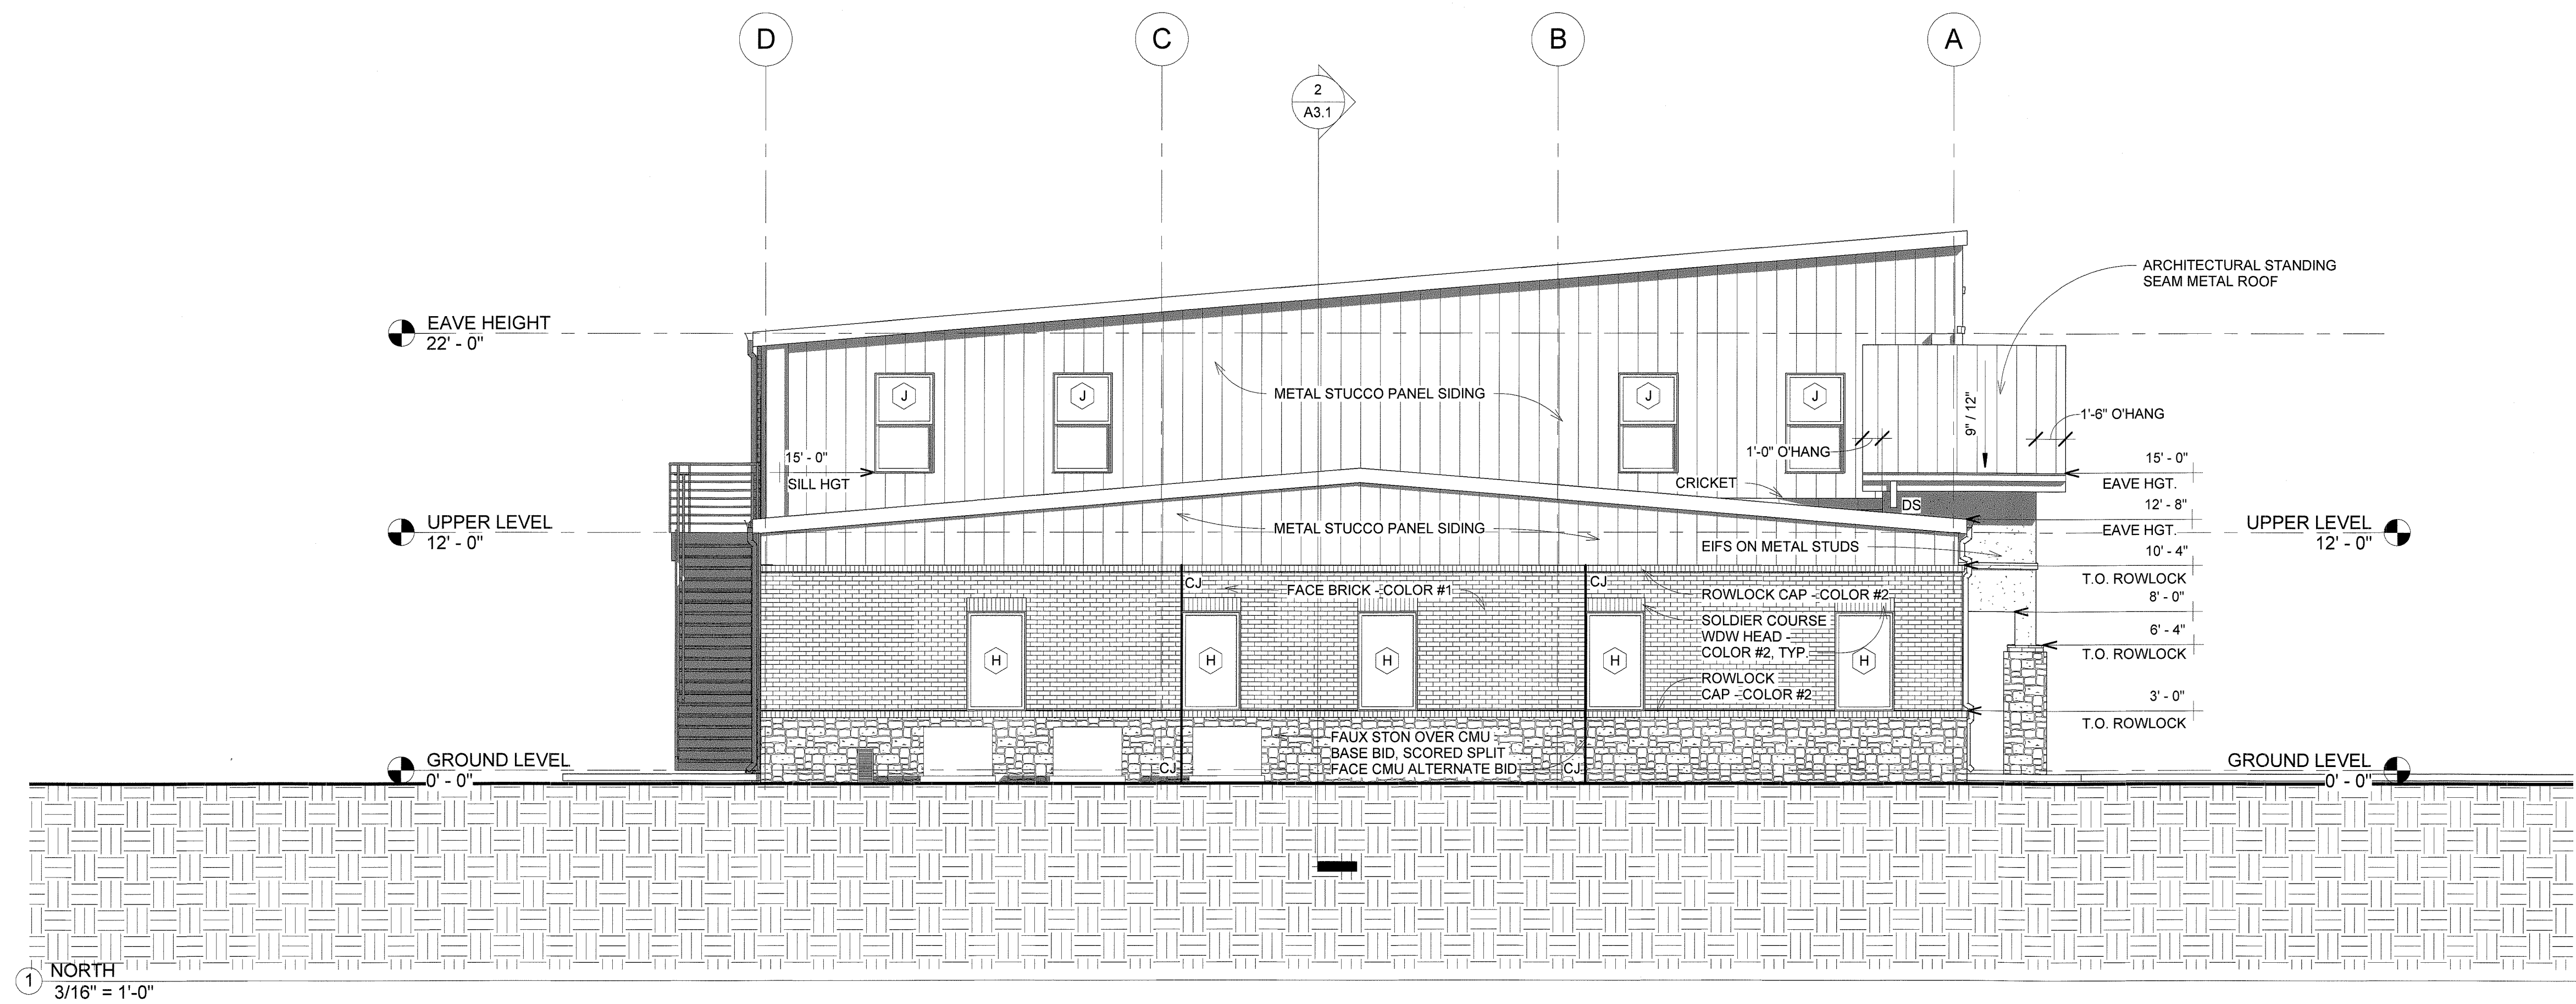 D
C
B
A
2
A3.1
ARCHITECTURAL STANDING
SEAM METAL ROOF
EAVE HEIGHT
22' - 0"
J
J
J
J
METAL STUCCO PANEL SIDING
9" / 12"
1'-6" O'HANG
1'-0" O'HANG
15' - 0"
SILL HGT
15' - 0"
EAVE HGT.
CRICKET
DS
12' - 8"
EAVE HGT.
UPPER LEVEL
12' - 0"
METAL STUCCO PANEL SIDING
UPPER LEVEL
12' - 0"
EIFS ON METAL STUDS
10' - 4"
T.O. ROWLOCK
CJ
FACE BRICK - COLOR #1
CJ
ROWLOCK CAP - COLOR #2
8' - 0"
SOLDIER COURSE
WDW HEAD -
COLOR #2, TYP.
6' - 4"
T.O. ROWLOCK
H
H
H
H
H
ROWLOCK
CAP - COLOR #2
3' - 0"
T.O. ROWLOCK
FAUX STON OVER CMU -
BASE BID, SCORED SPLIT
FACE CMU ALTERNATE BID
CJ
CJ
GROUND LEVEL
0' - 0"
GROUND LEVEL
0' - 0"
1
NORTH
3/16" = 1'-0"